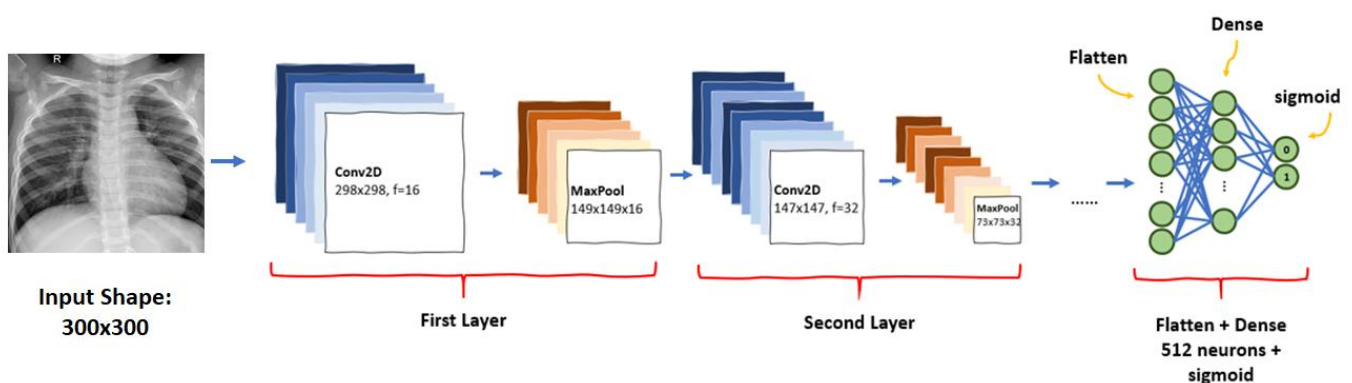 R
Input Shape:
300x300
Conv2D
298x298, f=16
MaxPool
149x149x16
First Layer
Conv2D
147x147, f=32
MaxPool
73x73x32
Second Layer
......
Flatten
Dense
sigmoid
0
1
Flatten + Dense
512 neurons +
sigmoid